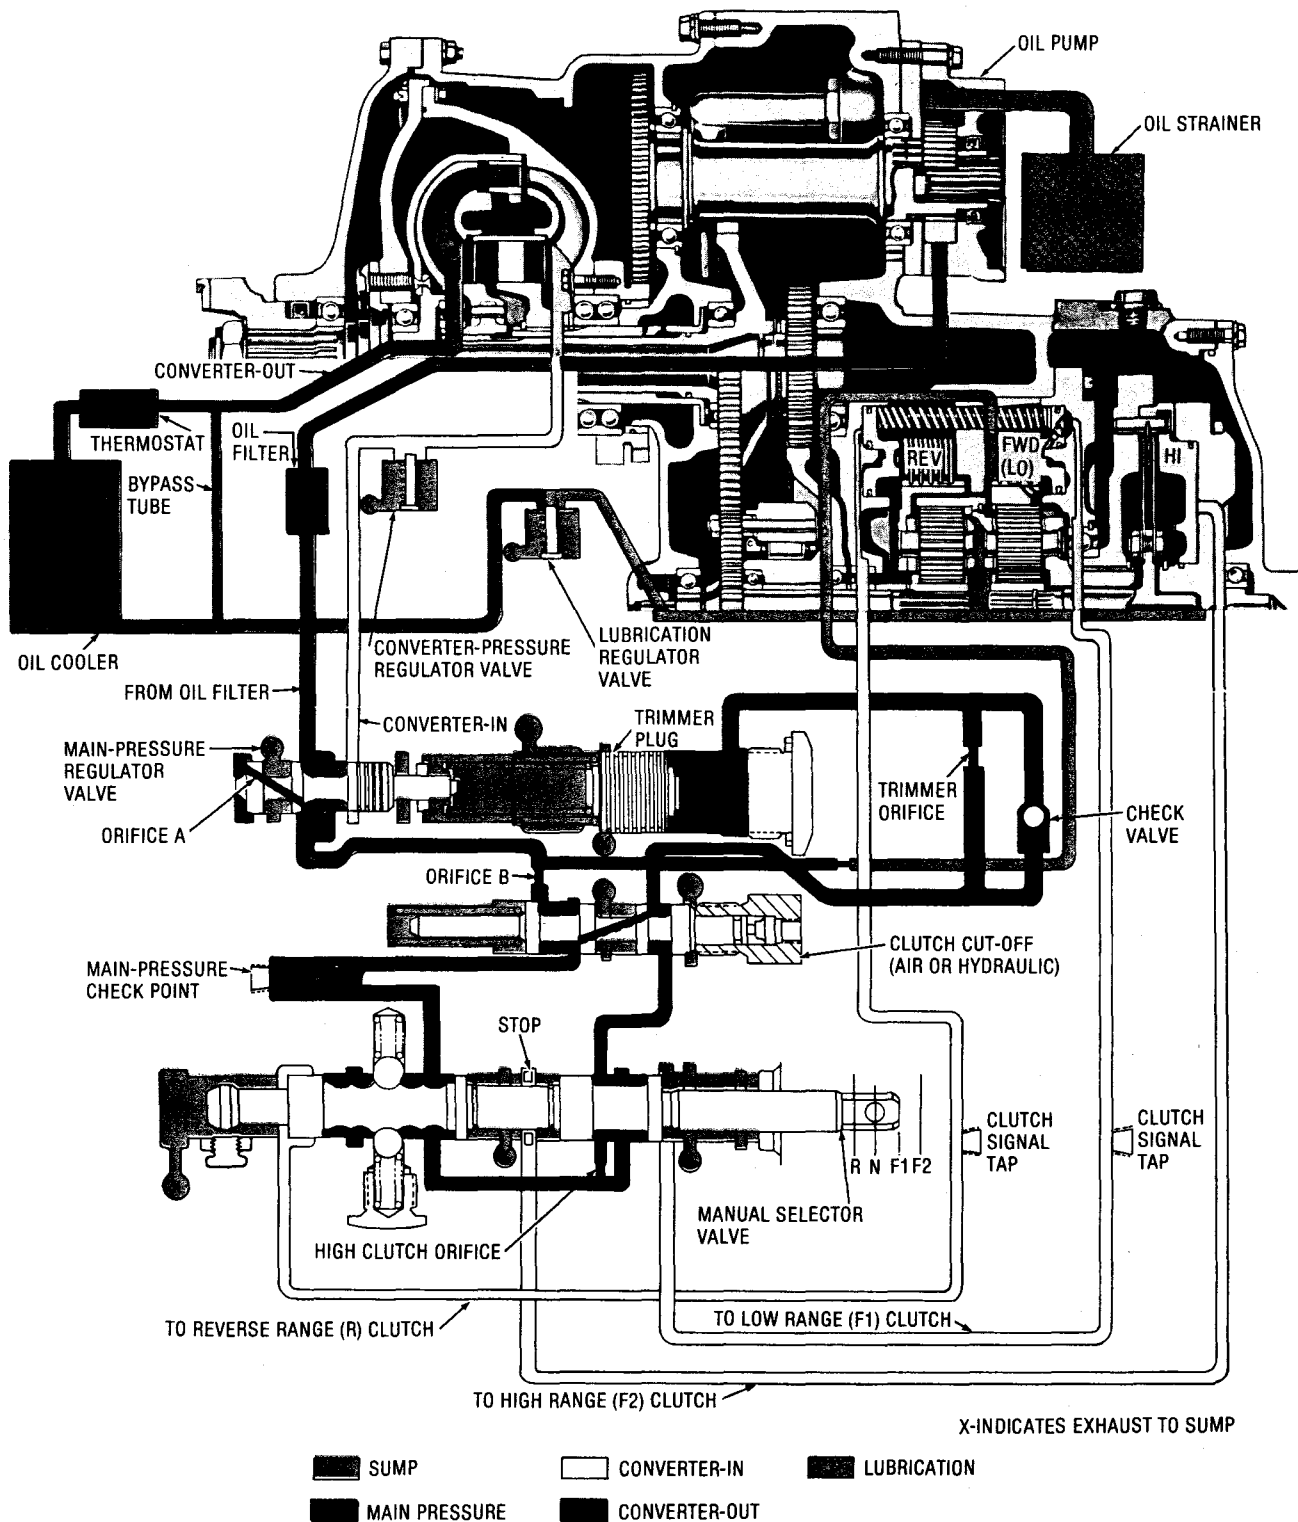 OIL PUMP
OIL STRAINER
CONVERTER-OUT
THERMOSTAT
OIL
FILTER
BYPASS
TUBE
REV
FWD
(LO)
HI
OIL COOLER
CONVERTER-PRESSURE
REGULATOR VALVE
LUBRICATION
REGULATOR
VALVE
FROM OIL FILTER
CONVERTER-IN
TRIMMER
PLUG
MAIN-PRESSURE
REGULATOR
VALVE
ORIFICE A
TRIMMER
ORIFICE
CHECK
VALVE
ORIFICE B
CLUTCH CUT-OFF
(AIR OR HYDRAULIC)
MAIN-PRESSURE
CHECK POINT
STOP
R N F1 F2
CLUTCH
SIGNAL
TAP
CLUTCH
SIGNAL
TAP
MANUAL SELECTOR
VALVE
HIGH CLUTCH ORIFICE
TO REVERSE RANGE (R) CLUTCH
TO LOW RANGE (F1) CLUTCH
TO HIGH RANGE (F2) CLUTCH
X-INDICATES EXHAUST TO SUMP
SUMP
CONVERTER-IN
LUBRICATION
MAIN PRESSURE
CONVERTER-OUT